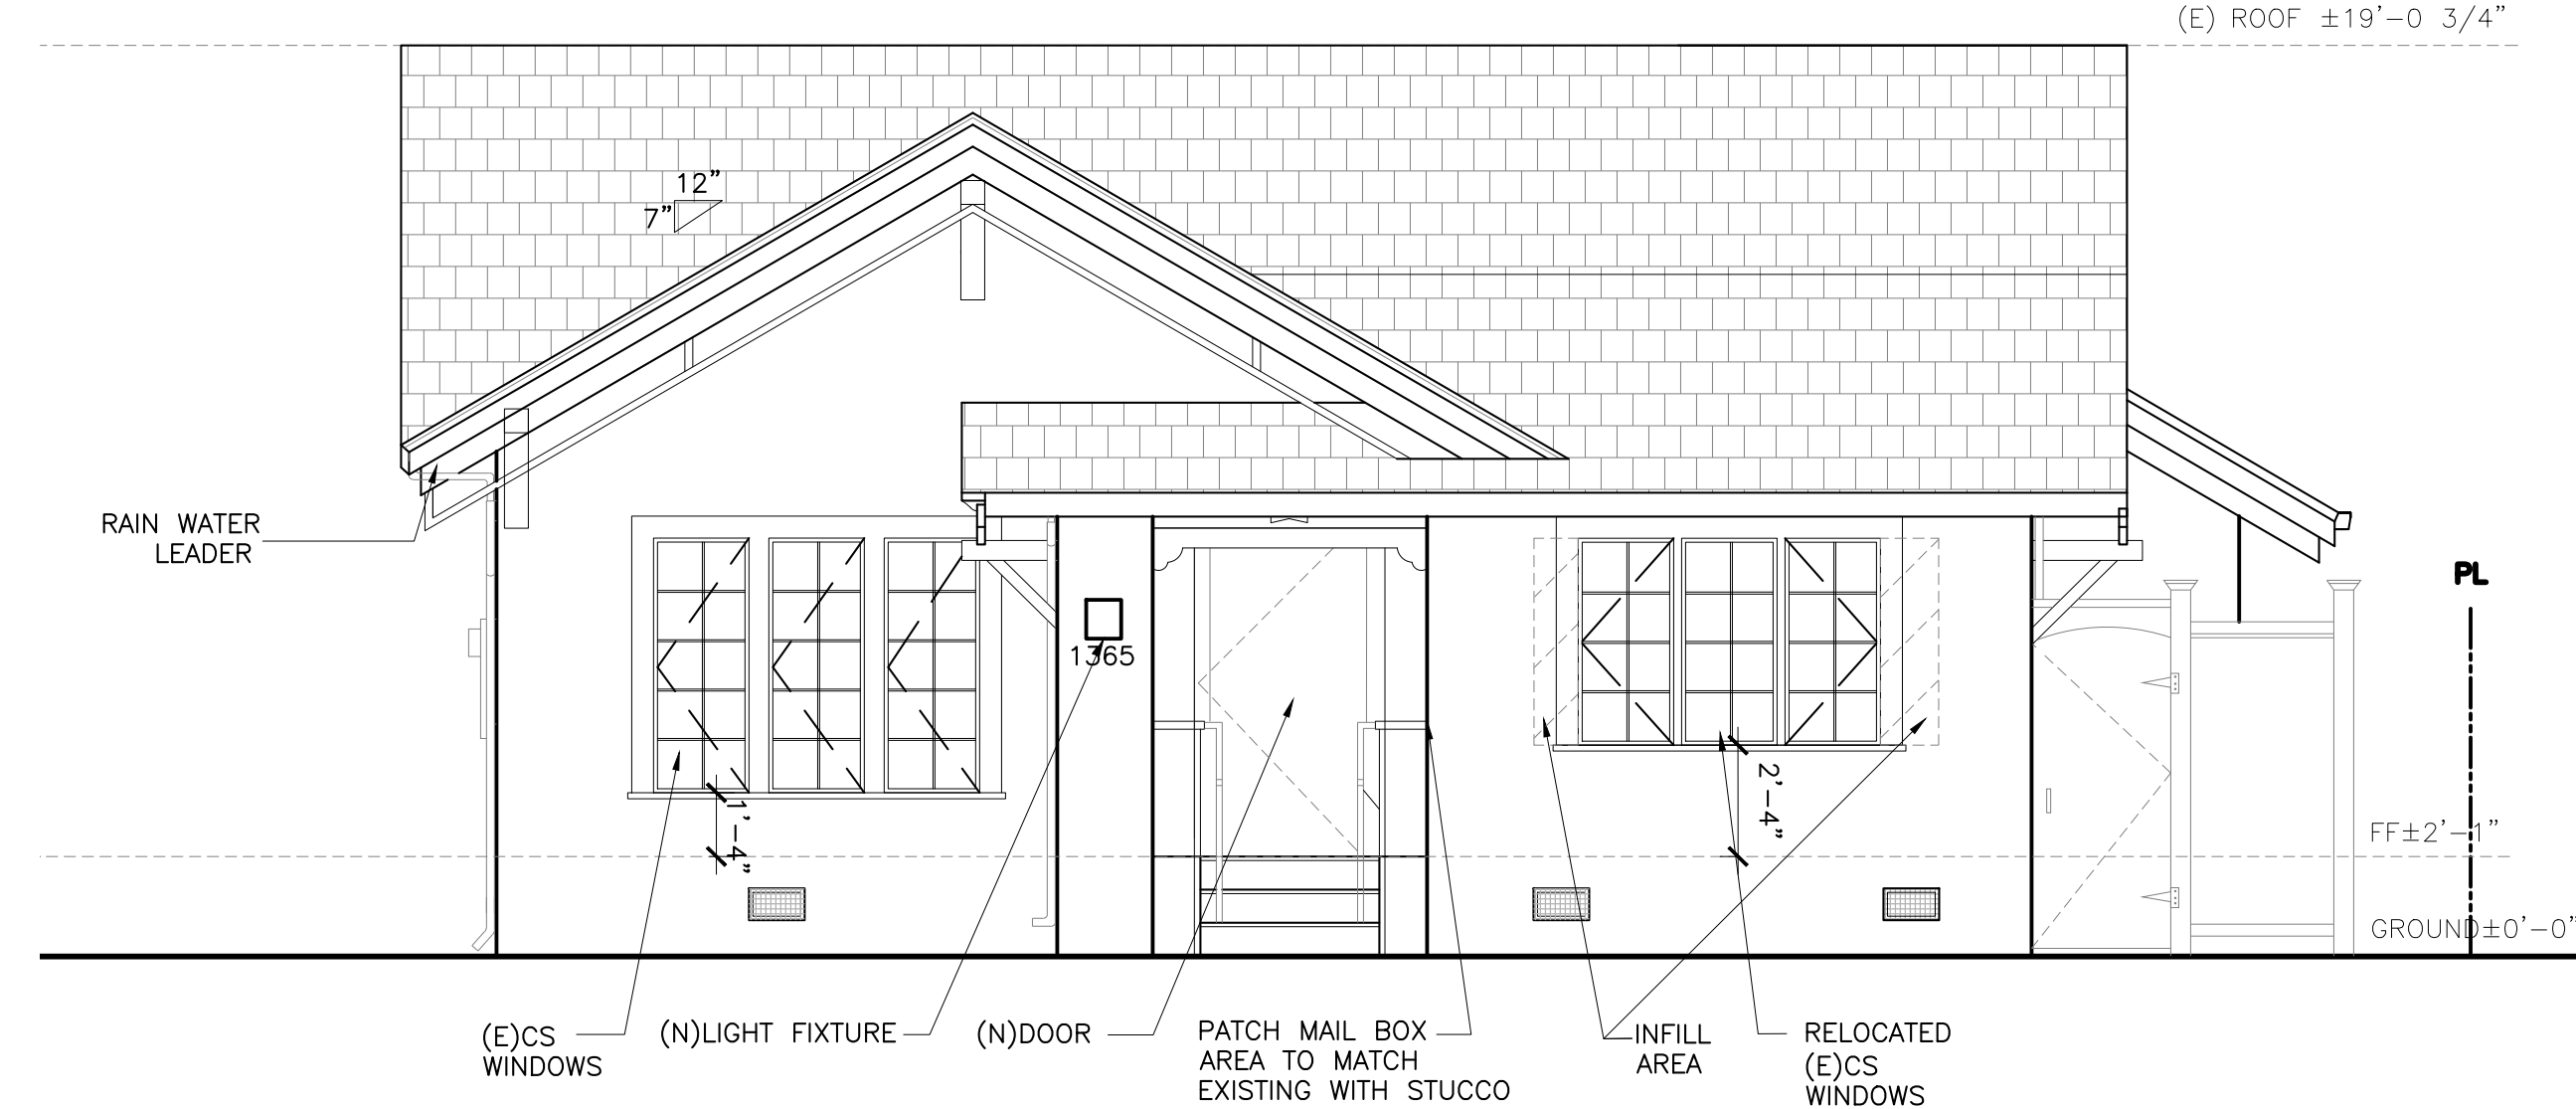 (E) ROOF ±19'-0 3/4"
12"
7"
RAIN WATER
LEADER
1365
PL
2'-4"
1'-4"
FF±2'-1"
GROUND±0'-0"
(E)CS
WINDOWS
(N)LIGHT FIXTURE
(N)DOOR
PATCH MAIL BOX
AREA TO MATCH
EXISTING WITH STUCCO
INFILL
AREA
RELOCATED
(E)CS
WINDOWS